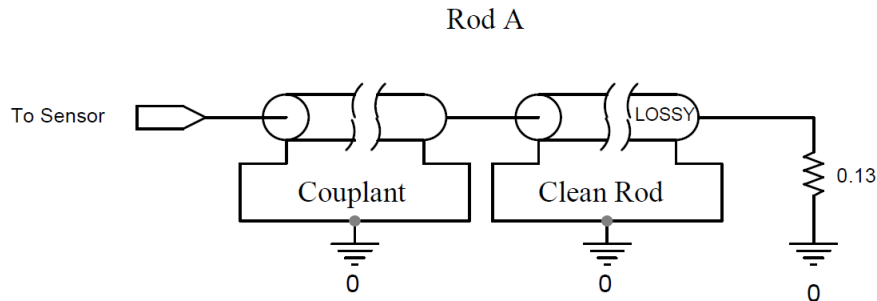 Rod A
To Sensor
LOSSY
Couplant
Clean Rod
0.13
0
0
0